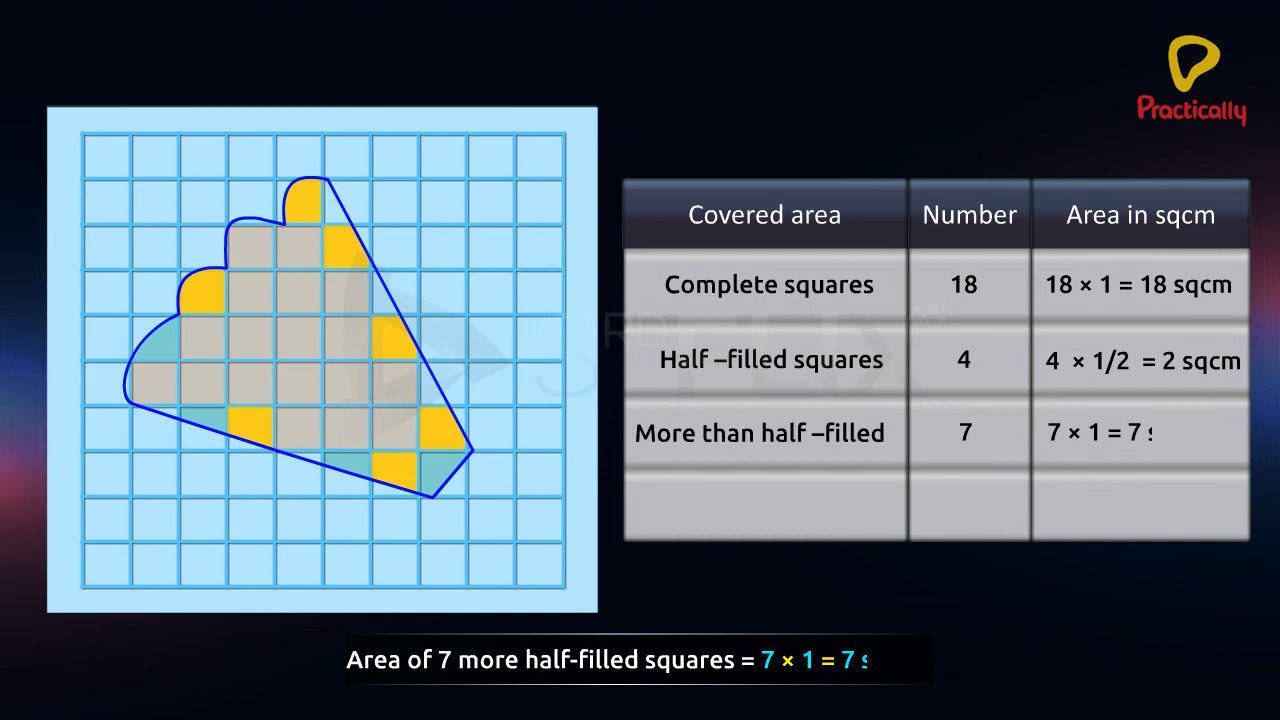 Practically
Covered area Number Area in sqcm
Complete squares 18 18 × 1 = 18 sqcm
Half –filled squares 4 4 × 1/2 = 2 sqcm
More than half –filled 7 7 × 1 = 7
Area of 7 more half-filled squares = 7 × 1 = 7